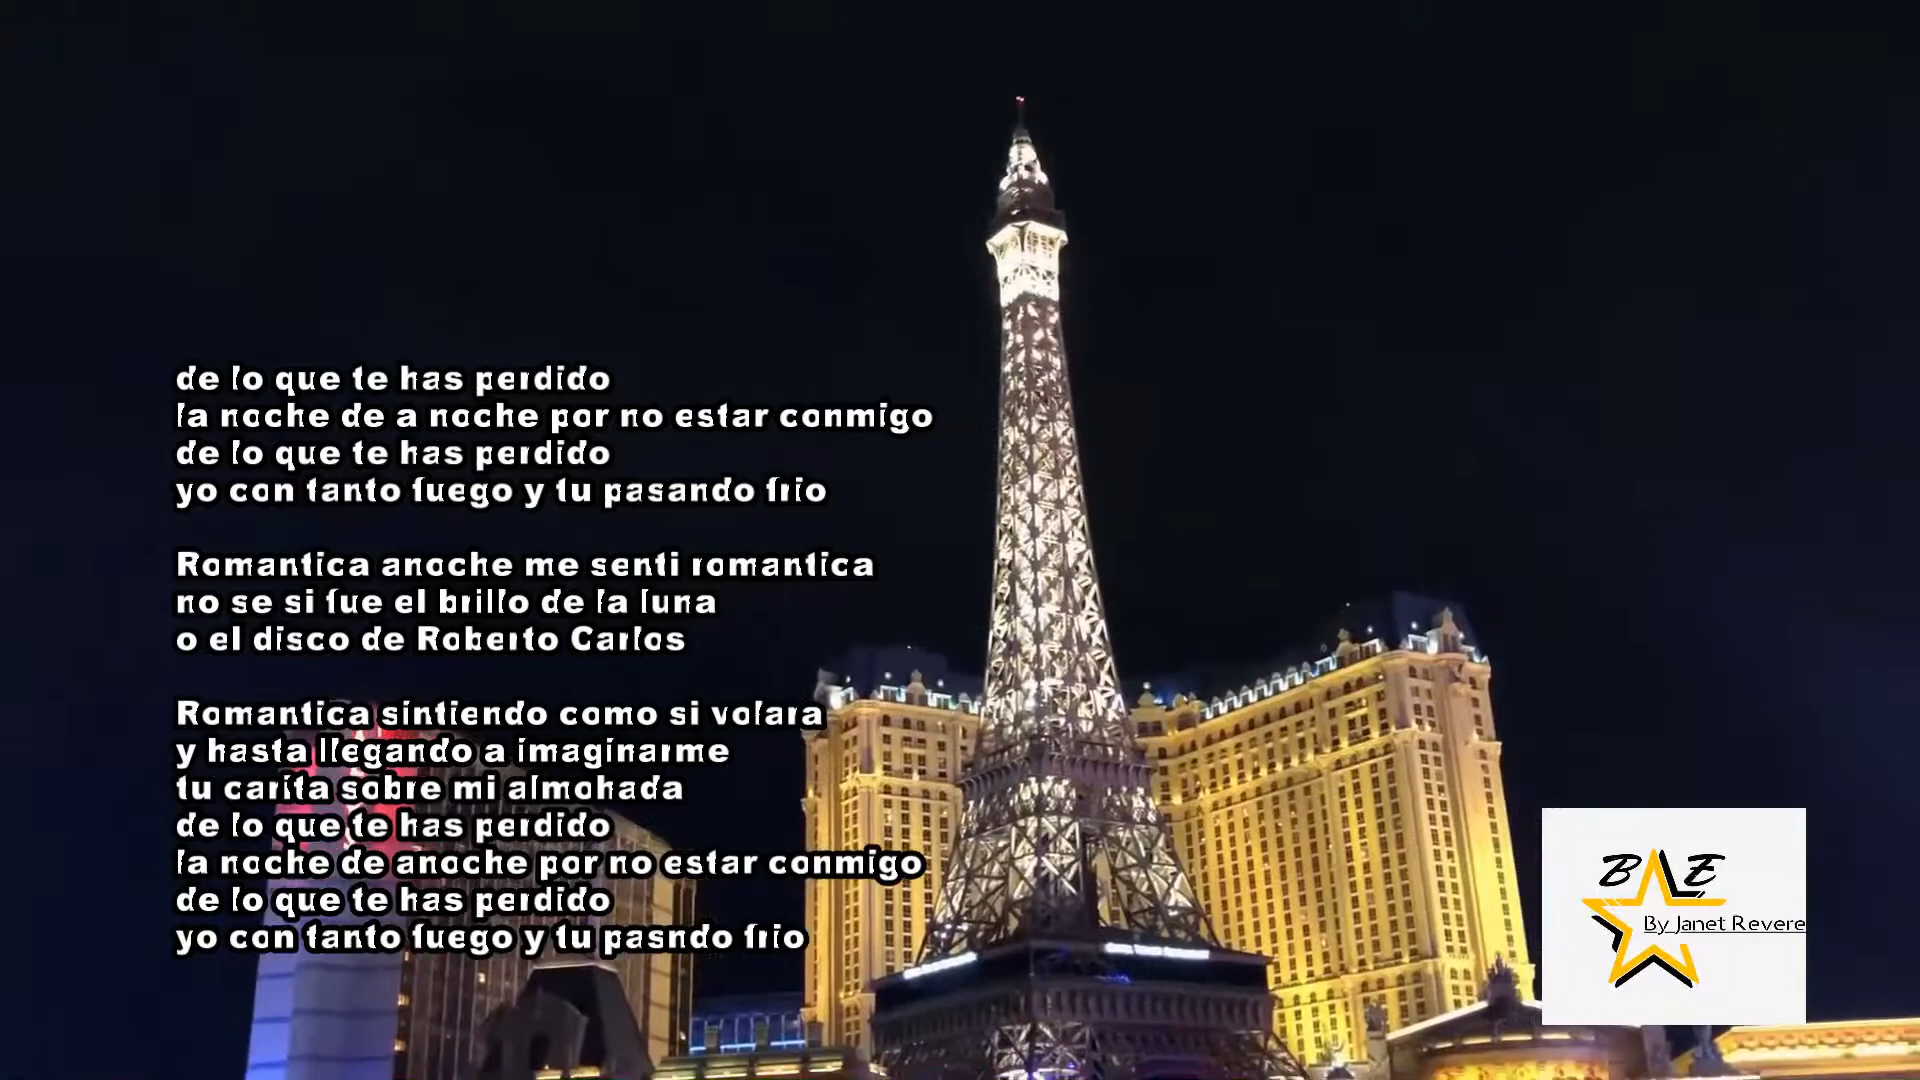 de lo que te has perdido
la noche de a noche por no estar conmigo
de lo que te has perdido
yo con tanto fuego y tu pasando frio
Romantica anoche me senti romantica
no se si fue el brillo de la luna
o el disco de Roberto Carlos
Romantica sintiendo como si volara
y hasta llegando a imaginarme
tu carita sobre mi almohada
de lo que te has perdido
la noche de anoche por no estar conmigo
de lo que te has perdido
yo con tanto fuego y tu pasndo frio
BLE
By Janet Revere